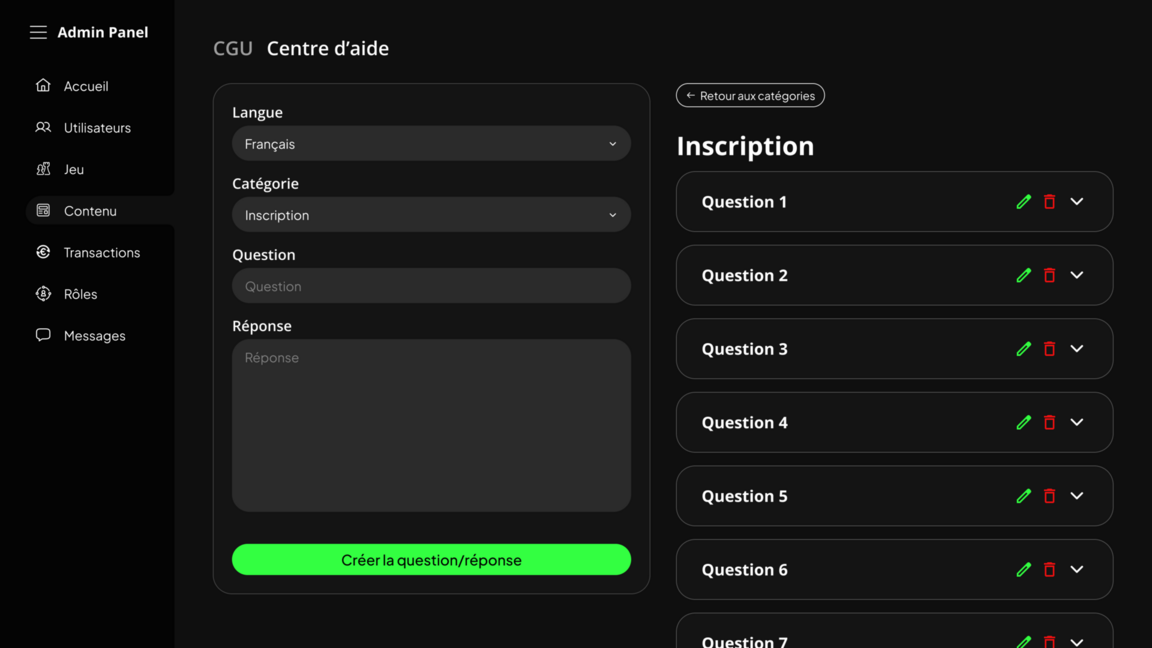 Admin Panel
Accueil
Utilisateurs
Jeu
Contenu
Transactions
Rôles
Messages
CGU Centre d’aide
Langue
Français
Catégorie
Inscription
Question
Question
Réponse
Réponse
Créer la question/réponse
← Retour aux catégories
Inscription
Question 1
Question 2
Question 3
Question 4
Question 5
Question 6
Question 7